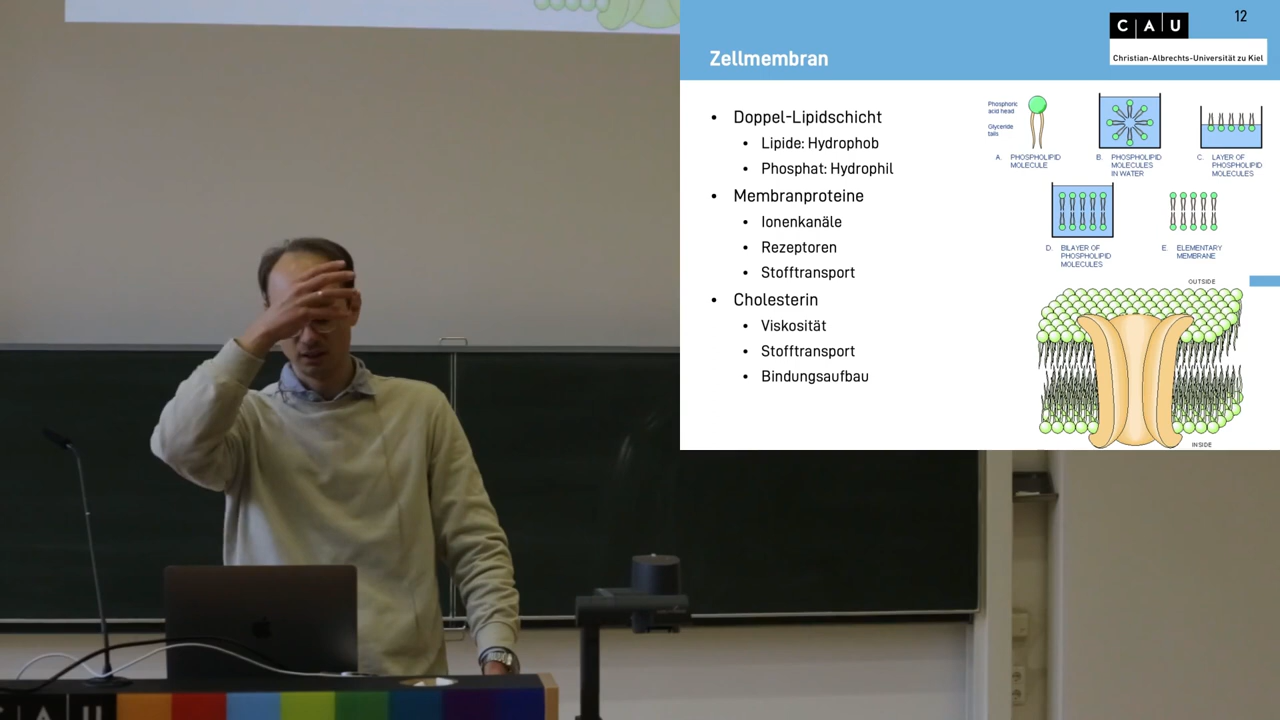 12
C A U
Christian-Albrechts-Universität zu Kiel
Zellmembran
• Doppel-Lipidschicht
• Lipide: Hydrophob
• Phosphat: Hydrophil
• Membranproteine
• Ionenkanäle
• Rezeptoren
• Stofftransport
• Cholesterin
• Viskosität
• Stofftransport
• Bindungsaufbau
Phosphoric
acid head
Glyceride
tails
A. PHOSPHOLIPID
MOLECULE
B. PHOSPHOLIPID
MOLECULES
IN WATER
C. LAYER OF
PHOSPHOLIPID
MOLECULES
D. BILAYER OF
PHOSPHOLIPID
MOLECULES
E. ELEMENTARY
MEMBRANE
OUTSIDE
INSIDE
C A U